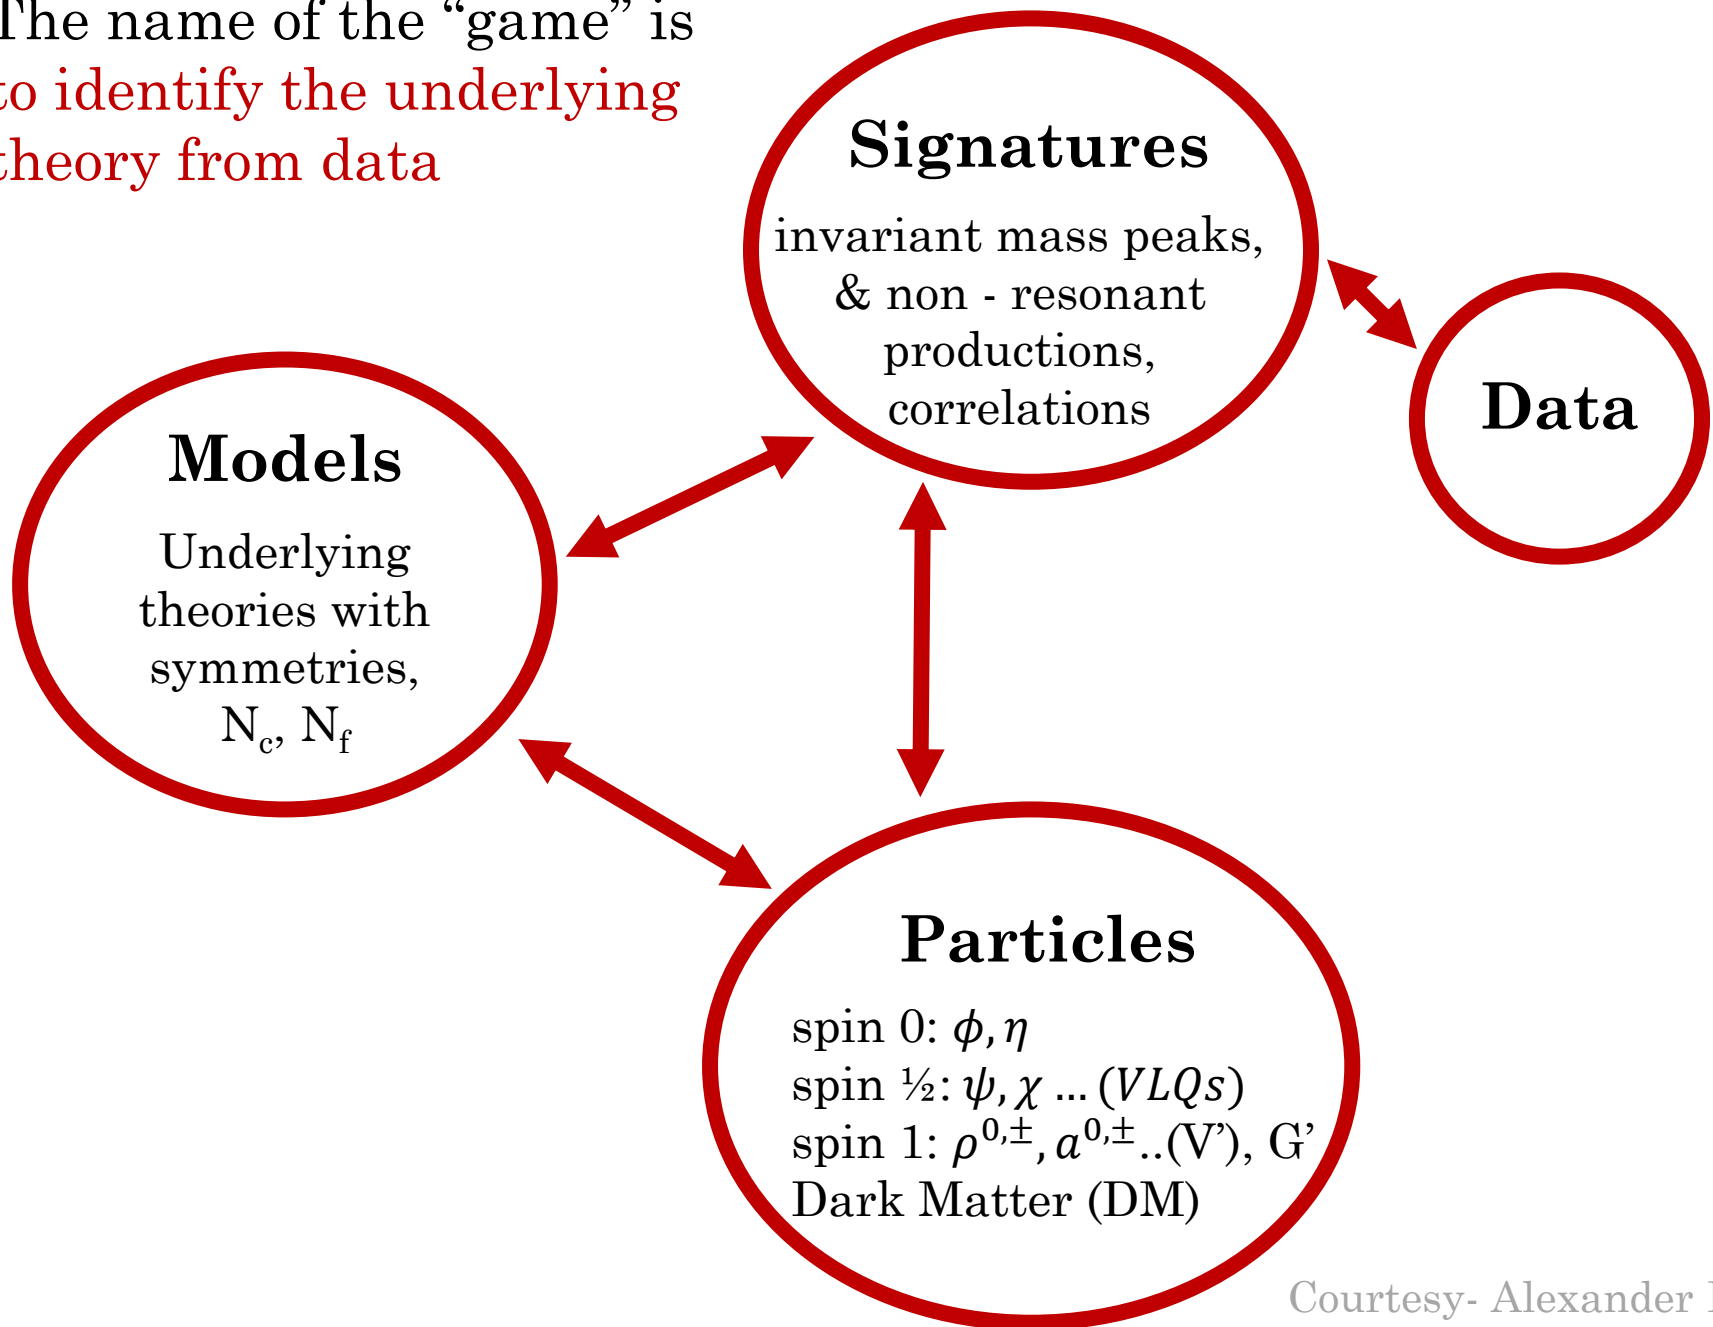 The name of the “game” is
to identify the underlying
theory from data
Signatures
invariant mass peaks,
& non - resonant
productions,
correlations
Data
Models
Underlying
theories with
symmetries,
N_c, N_f
Particles
spin 0: ϕ, η
spin ½: ψ, χ … (VLQs)
spin 1: ρ^{0,±}, a^{0,±}..(V’), G’
Dark Matter (DM)
Courtesy- Alexander